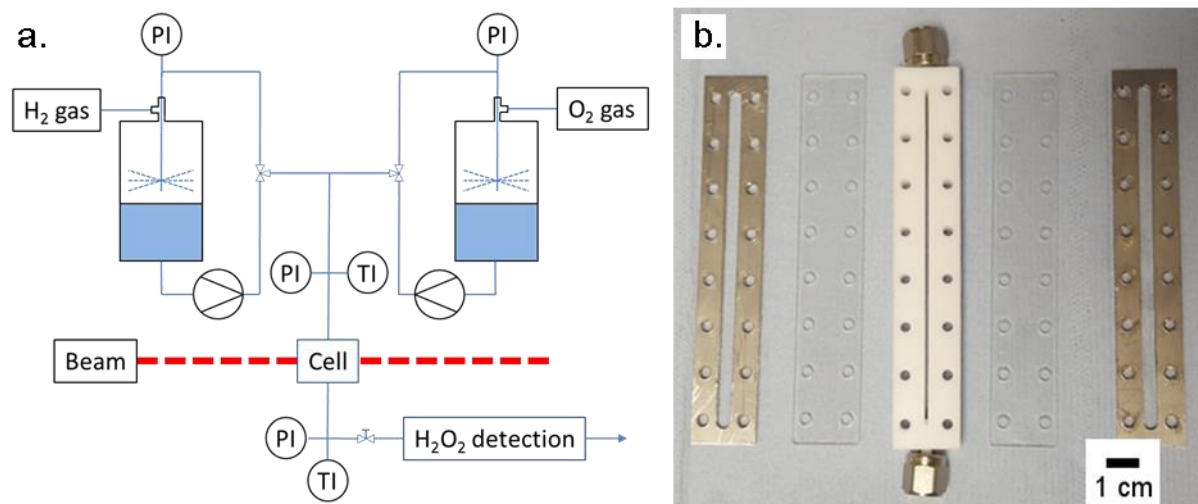 a.
PI
PI
H₂ gas
O₂ gas
PI
TI
Beam
Cell
PI
H₂O₂ detection
TI
b.
1 cm